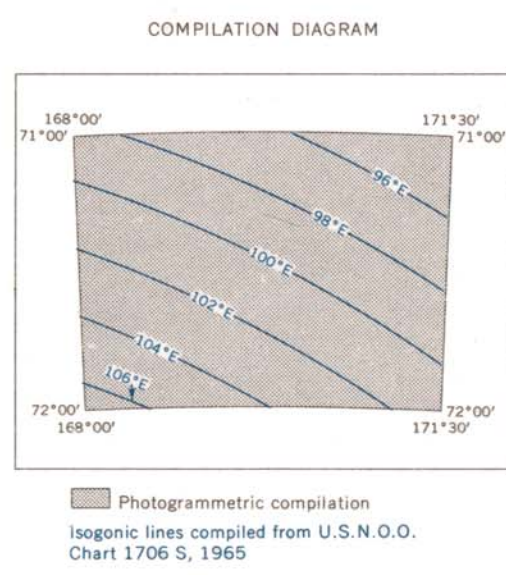 COMPILATION DIAGRAM
168°00′ 171°30′
71°00′ 71°00′
96°E
98°E
100°E
102°E
104°E
106°E
72°00′ 72°00′
168°00′ 171°30′
Photogrammetric compilation
Isogonic lines compiled from U.S.N.O.O.
Chart 1706 S, 1965